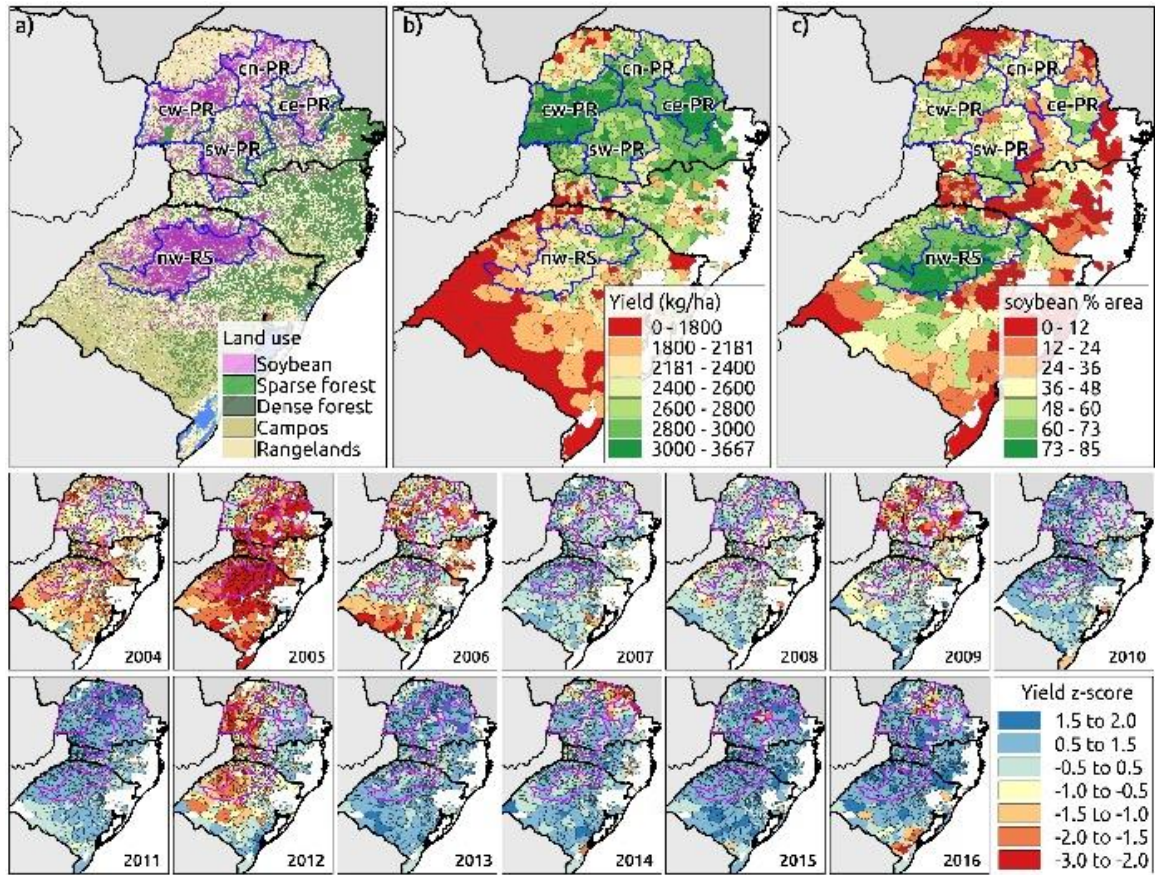 a)
cn-PR
cw-PR
ce-PR
sw-PR
nw-RS
Land use
Soybean
Sparse forest
Dense forest
Campos
Rangelands
b)
cn-PR
cw-PR
ce-PR
sw-PR
nw-RS
Yield (kg/ha)
0 - 1800
1800 - 2181
2181 - 2400
2400 - 2600
2600 - 2800
2800 - 3000
3000 - 3667
c)
cn-PR
cw-PR
ce-PR
sw-PR
nw-RS
soybean % area
0 - 12
12 - 24
24 - 36
36 - 48
48 - 60
60 - 73
73 - 85
2004
2005
2006
2007
2008
2009
2010
2011
2012
2013
2014
2015
2016
Yield z-score
1.5 to 2.0
0.5 to 1.5
-0.5 to 0.5
-1.0 to -0.5
-1.5 to -1.0
-2.0 to -1.5
-3.0 to -2.0